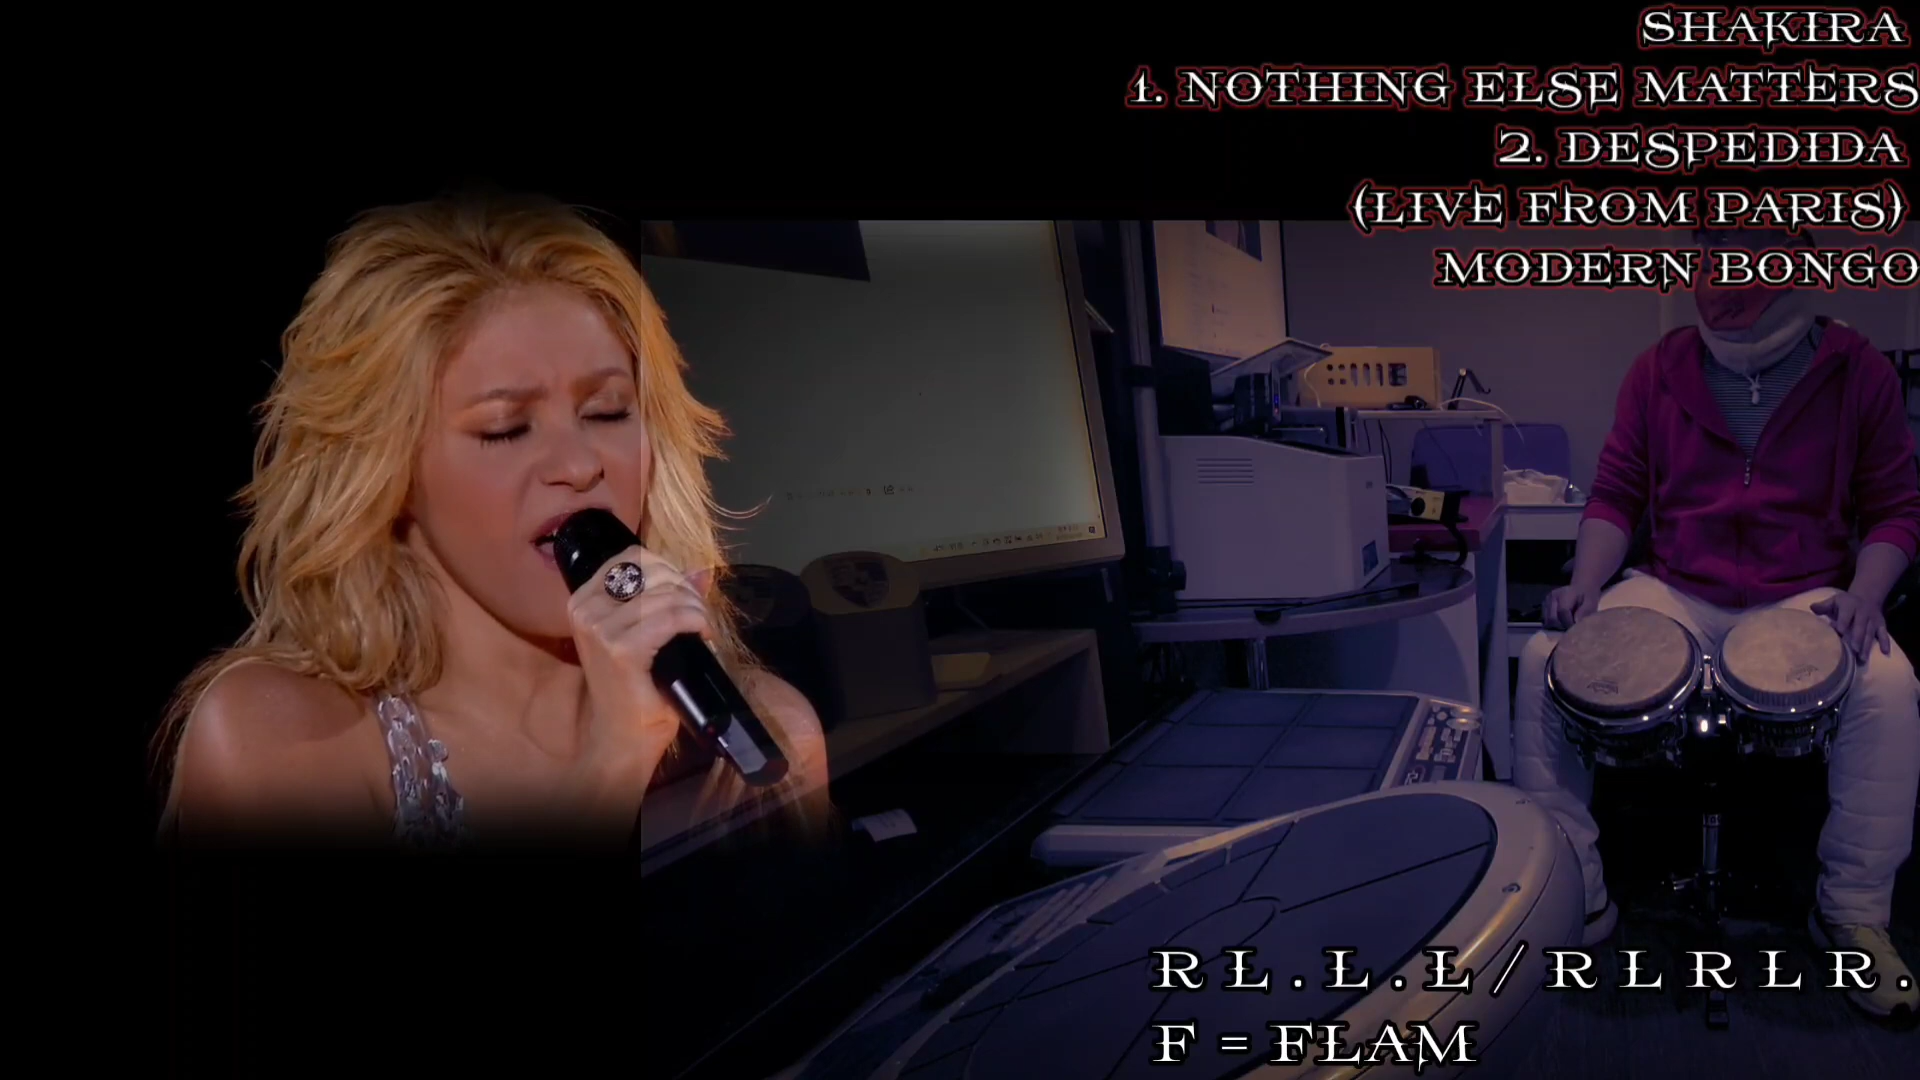 SHAKIRA
1. NOTHING ELSE MATTERS
2. DESPEDIDA
(LIVE FROM PARIS)
MODERN BONGO
R L . L . L / R L R L R .
F = FLAM